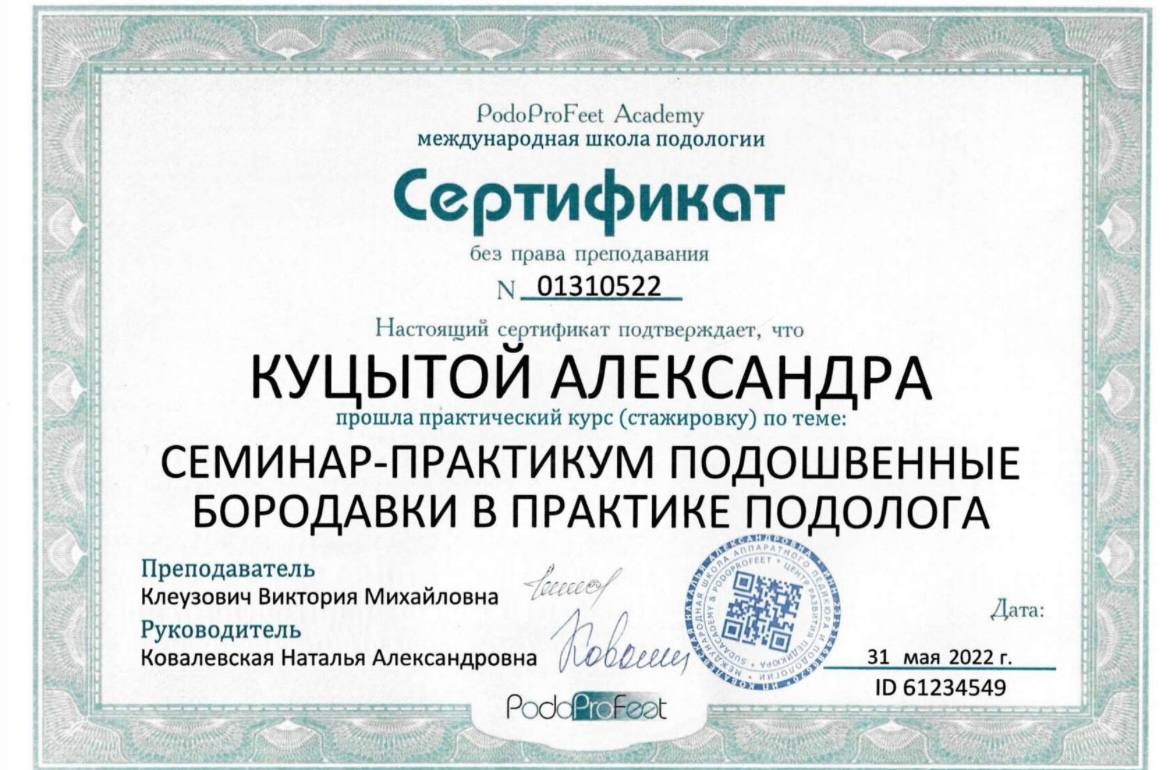 PodoProFeet Academy
международная школа подологии
Сертификат
без права преподавания
N 01310522
Настоящий сертификат подтверждает, что
КУЦЫТОЙ АЛЕКСАНДРА
прошла практический курс (стажировку) по теме:
СЕМИНАР-ПРАКТИКУМ ПОДОШВЕННЫЕ
БОРОДАВКИ В ПРАКТИКЕ ПОДОЛОГА
Преподаватель
Клеузович Виктория Михайловна
Руководитель
Ковалевская Наталья Александровна
Дата:
31 мая 2022 г.
ID 61234549
PodoProFeet